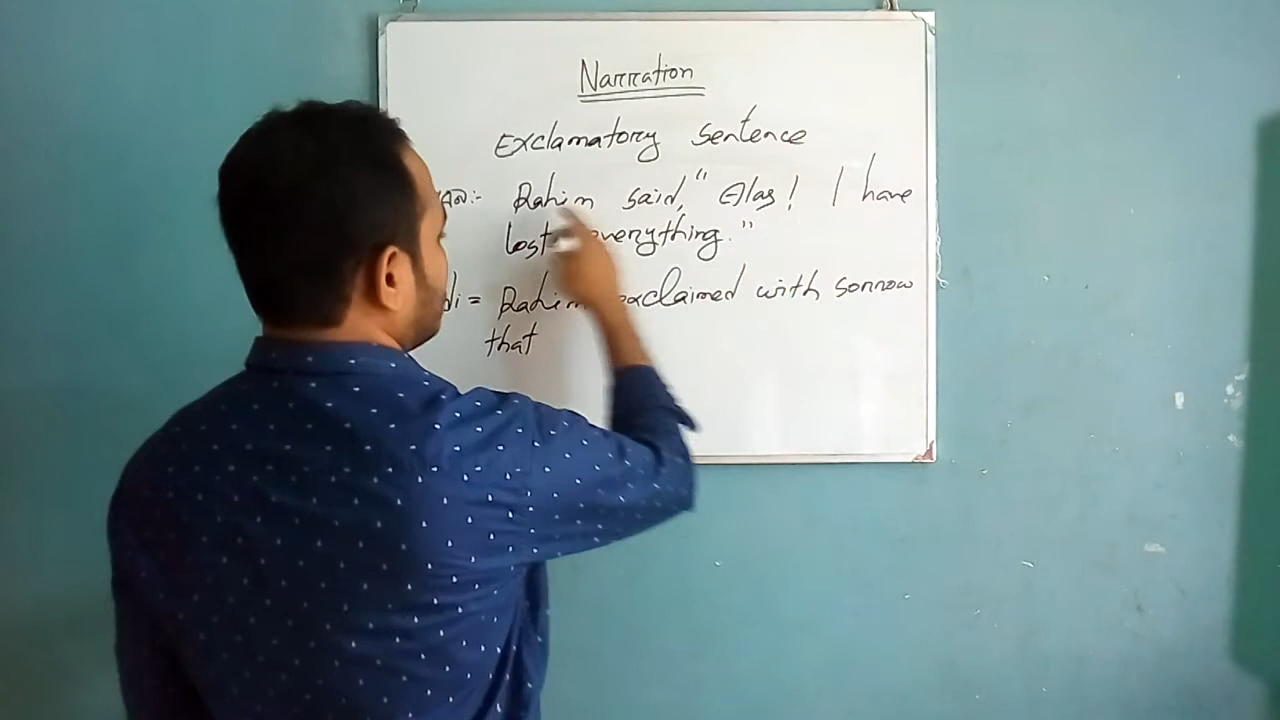 Narration
Exclamatory sentence
Rahim said, " Alas! I have
lost everything."
= Rahim exclaimed with sorrow
that